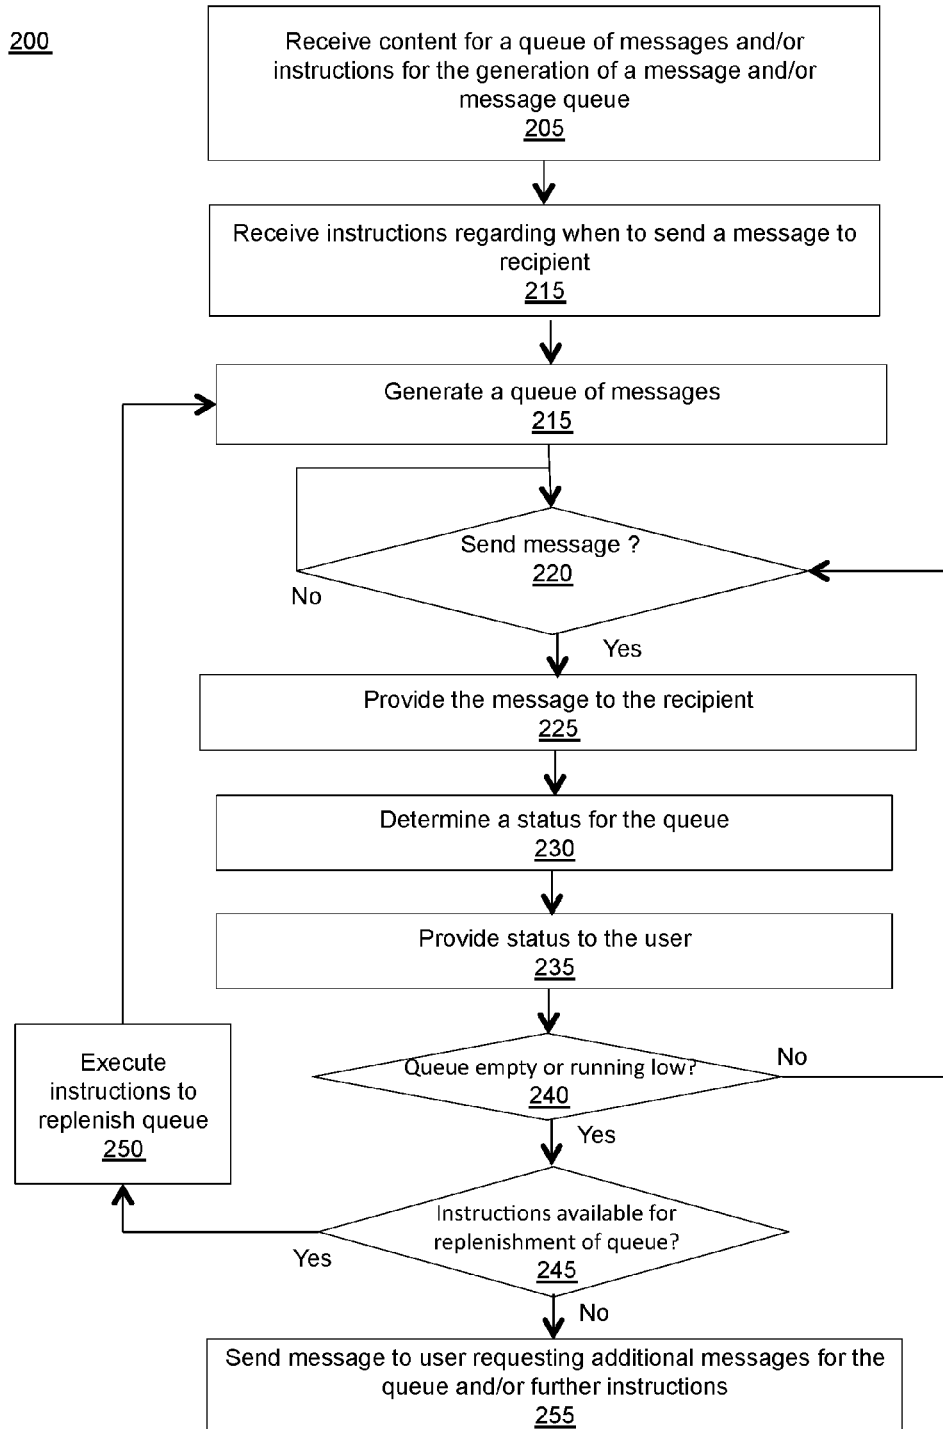 200
Receive content for a queue of messages and/or
instructions for the generation of a message and/or
message queue
205
Receive instructions regarding when to send a message to
recipient
215
Generate a queue of messages
215
Send message ?
220
No
Yes
Provide the message to the recipient
225
Determine a status for the queue
230
Provide status to the user
235
Queue empty or running low?
240
No
Yes
Execute
instructions to
replenish queue
250
Instructions available for
replenishment of queue?
245
Yes
No
Send message to user requesting additional messages for the
queue and/or further instructions
255